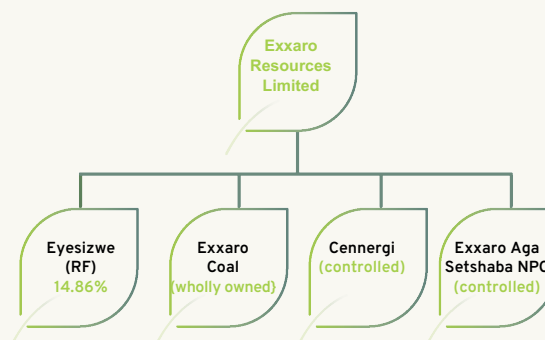 Exxaro
Resources
Limited
Eyesizwe
(RF)
14.86%
Exxaro
Coal
(wholly owned)
Cennergi
(controlled)
Exxaro Aga
Setshaba NPC
(controlled)